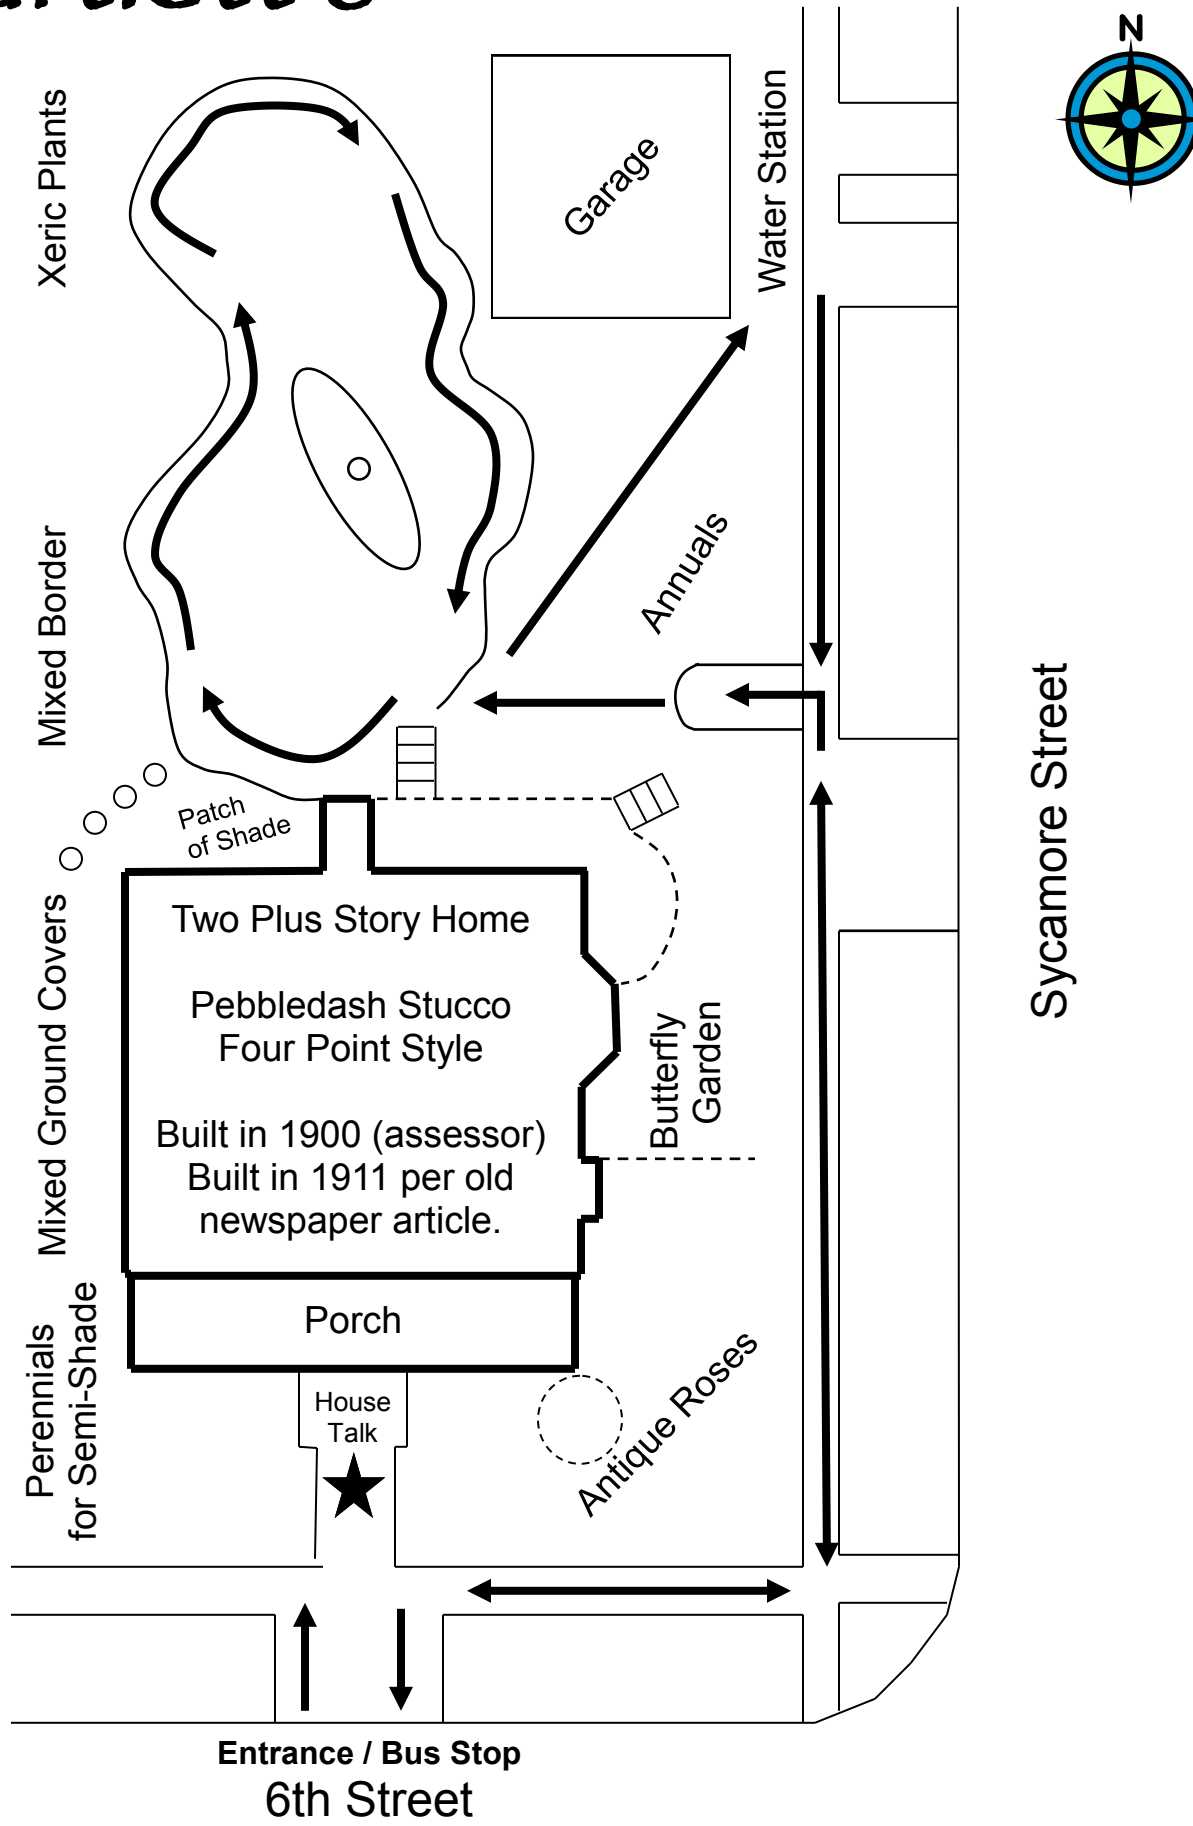 N
Xeric Plants
Garage
Water Station
Mixed Border
Annuals
Sycamore Street
Patch
of Shade
Mixed Ground Covers
Two Plus Story Home
Pebbledash Stucco
Four Point Style
Built in 1900 (assessor)
Built in 1911 per old
newspaper article.
Butterfly
Garden
Porch
Perennials
for Semi-Shade
House
Talk
Antique Roses
Entrance / Bus Stop
6th Street